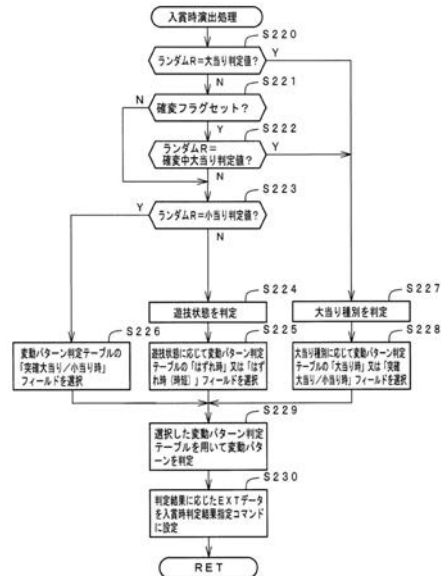 入賞時演出処理
S220
ランダムR=大当り判定値?
Y
N
S221
確変フラグセット?
N
Y
S222
ランダムR=
確変中大当り判定値?
Y
N
S223
ランダムR=小当り判定値?
Y
N
S224
遊技状態を判定
S227
大当り種別を判定
S226
変動パターン判定テーブルの
「突確大当り/小当り時」
フィールドを選択
S225
遊技状態に応じて変動パターン判定
テーブルの「はずれ時」又は「はず
れ時(時短)」フィールドを選択
S228
大当り種別に応じて変動パターン判定
テーブルの「大当り時」又は「突確
大当り/小当り時」フィールドを選択
S229
選択した変動パターン判定
テーブルを用いて変動パタ
ーンを判定
S230
判定結果に応じたEXTデータ
を入賞時判定結果指定コマンド
に設定
RET